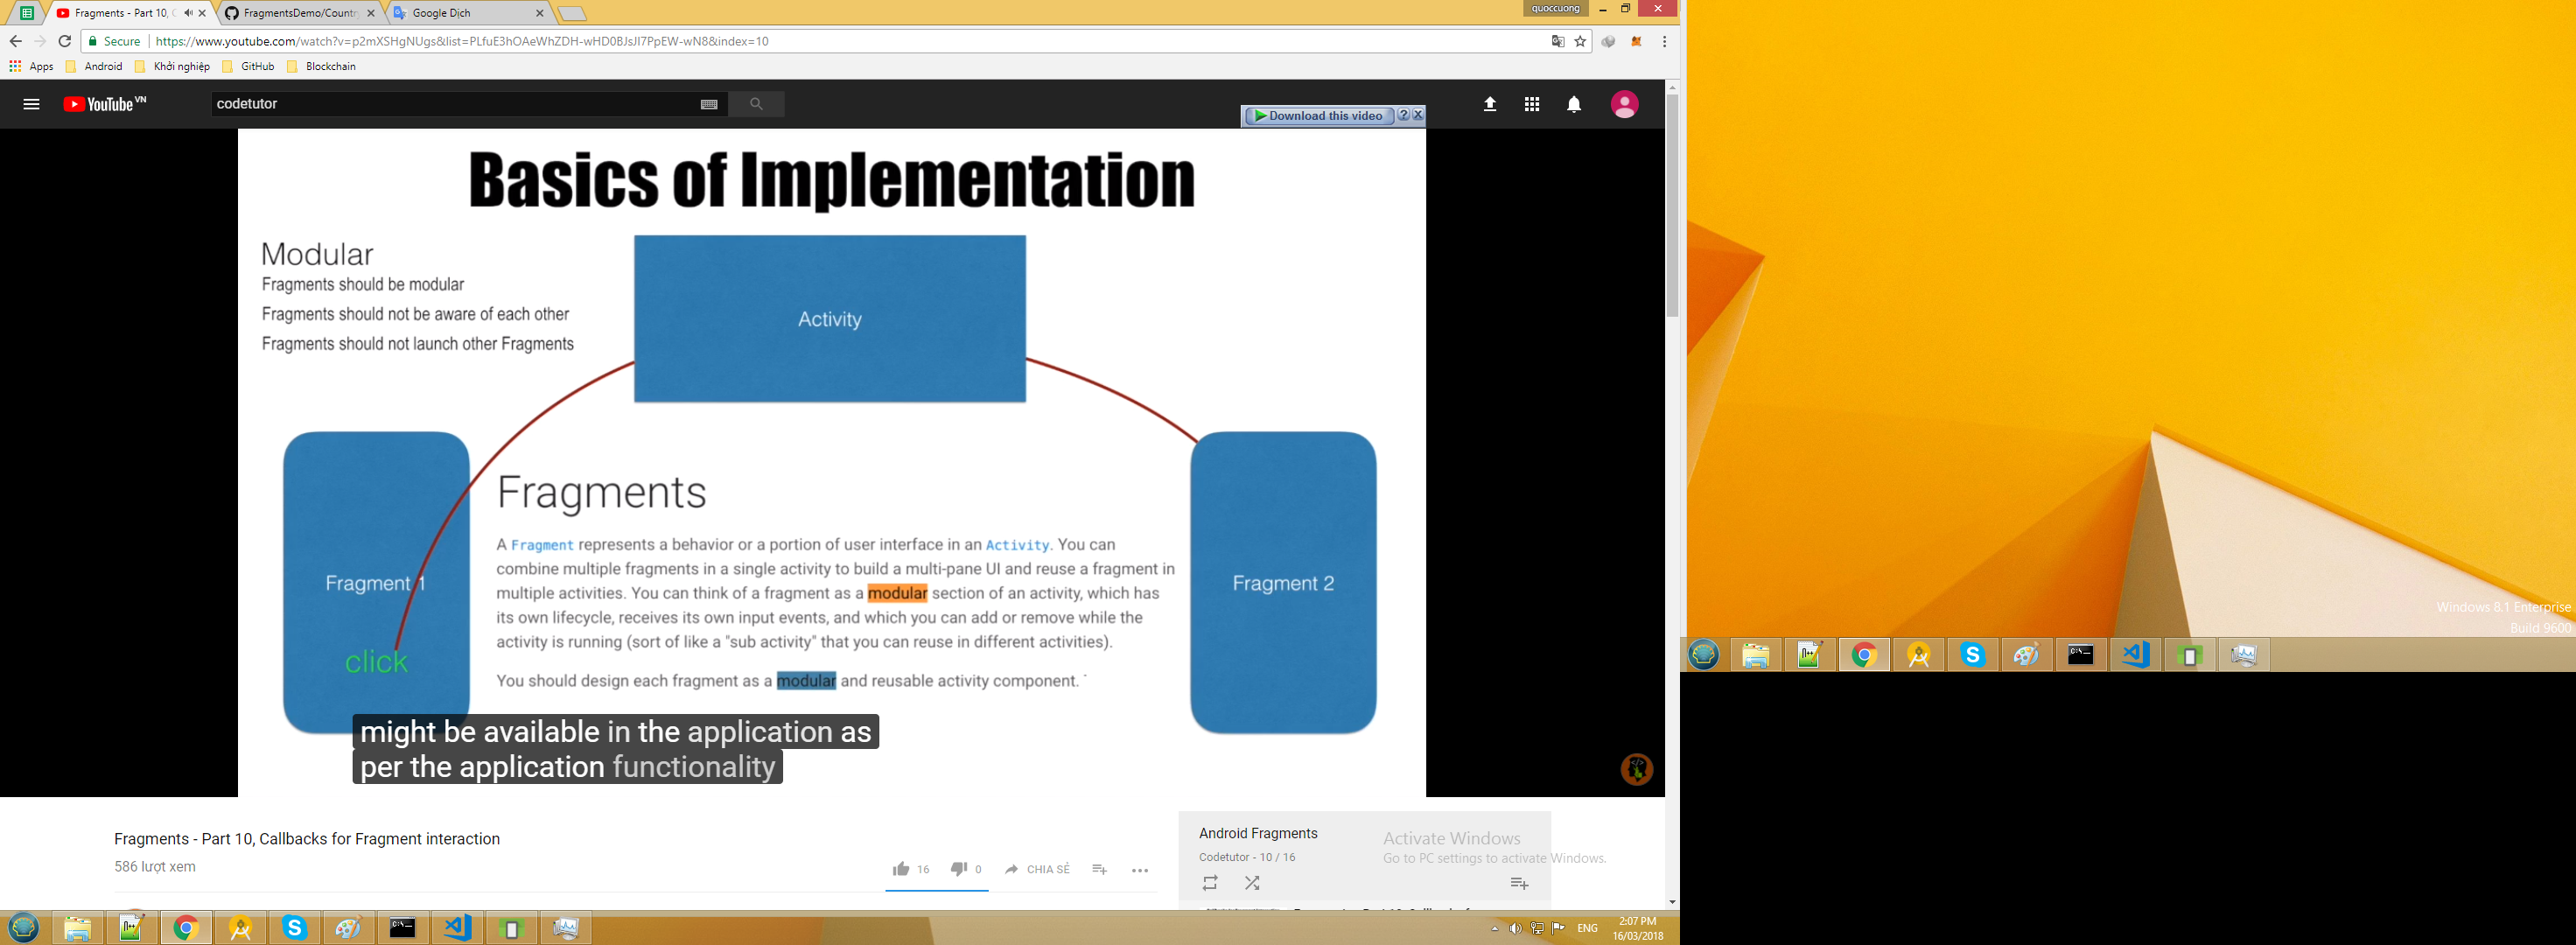 Fragments - Part 10, C
FragmentsDemo/Countr
Google Dịch
quoccuong
Secure
https://www.youtube.com/watch?v=p2mXSHgNUgs&list=PLfuE3hOAeWhZDH-wHD0BJsJI7PpEW-wN8&index=10
Apps
Android
Khởi nghiệp
GitHub
Blockchain
YouTube VN
codetutor
Download this video
Basics of Implementation
Modular
Fragments should be modular
Fragments should not be aware of each other
Fragments should not launch other Fragments
Activity
Fragment 1
click
Fragments
A Fragment represents a behavior or a portion of user interface in an Activity. You can
combine multiple fragments in a single activity to build a multi-pane UI and reuse a fragment in
multiple activities. You can think of a fragment as a modular section of an activity, which has
its own lifecycle, receives its own input events, and which you can add or remove while the
activity is running (sort of like a "sub activity" that you can reuse in different activities).
You should design each fragment as a modular and reusable activity component.
Fragment 2
might be available in the application as
per the application functionality
Fragments - Part 10, Callbacks for Fragment interaction
586 lượt xem
16
0
CHIA SẺ
Android Fragments
Codetutor - 10 / 16
Activate Windows
Go to PC settings to activate Windows.
ENG
2:07 PM
16/03/2018
Windows 8.1 Enterprise
Build 9600